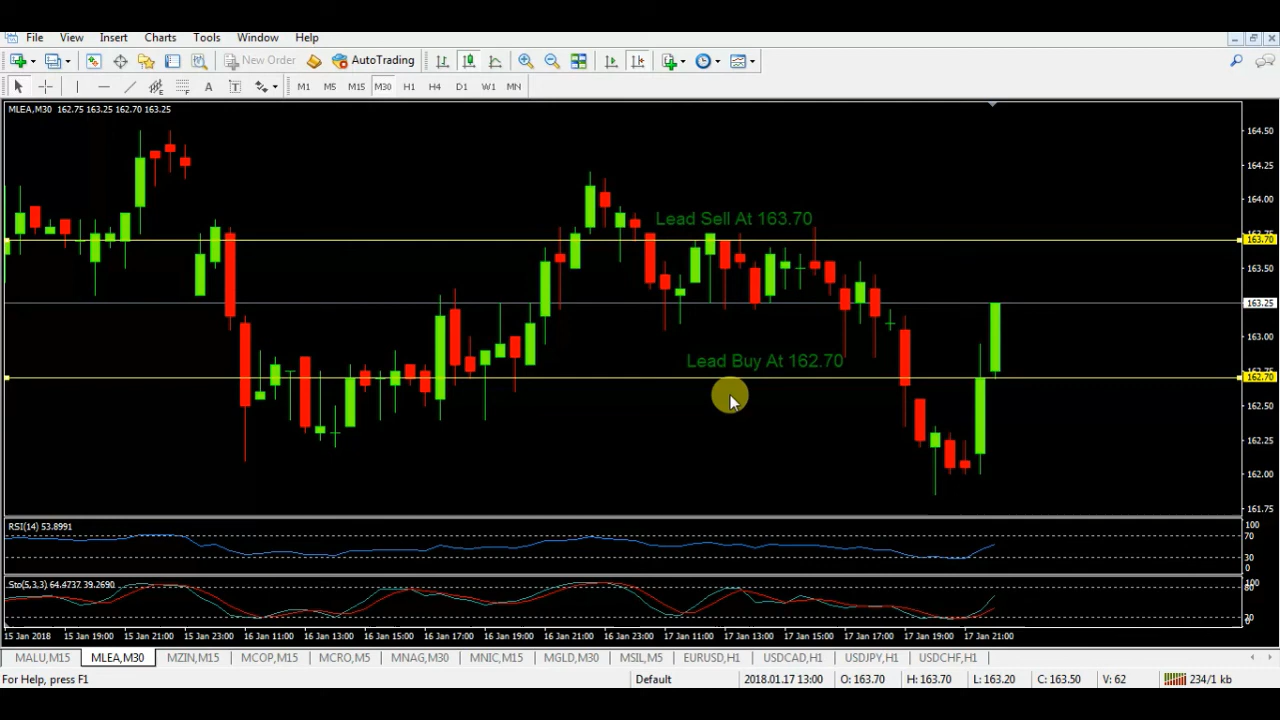 File View Insert Charts Tools Window Help
New Order AutoTrading
A T M1 M5 M15 M30 H1 H4 D1 W1 MN
MLEA,M30 162.75 163.25 162.70 163.25
164.50
164.25
164.00
Lead Sell At 163.70
163.70
163.50
163.25
163.00
Lead Buy At 162.70
162.70
162.50
162.25
162.00
161.75
RSI(14) 53.8991
100
70
30
0
Sto(5,3,3) 64.4737 39.2690
100
80
20
0
15 Jan 2018 15 Jan 19:00 15 Jan 21:00 15 Jan 23:00 16 Jan 11:00 16 Jan 13:00 16 Jan 15:00 16 Jan 17:00 16 Jan 19:00 16 Jan 21:00 16 Jan 23:00 17 Jan 11:00 17 Jan 13:00 17 Jan 15:00 17 Jan 17:00 17 Jan 19:00 17 Jan 21:00
MALU,M15 MLEA,M30 MZIN,M15 MCOP,M15 MCRO,M5 MNAG,M30 MNIC,M15 MGLD,M30 MSIL,M5 EURUSD,H1 USDCAD,H1 USDJPY,H1 USDCHF,H1
For Help, press F1 Default 2018.01.17 13:00 O: 163.70 H: 163.70 L: 163.20 C: 163.50 V: 62 234/1 kb